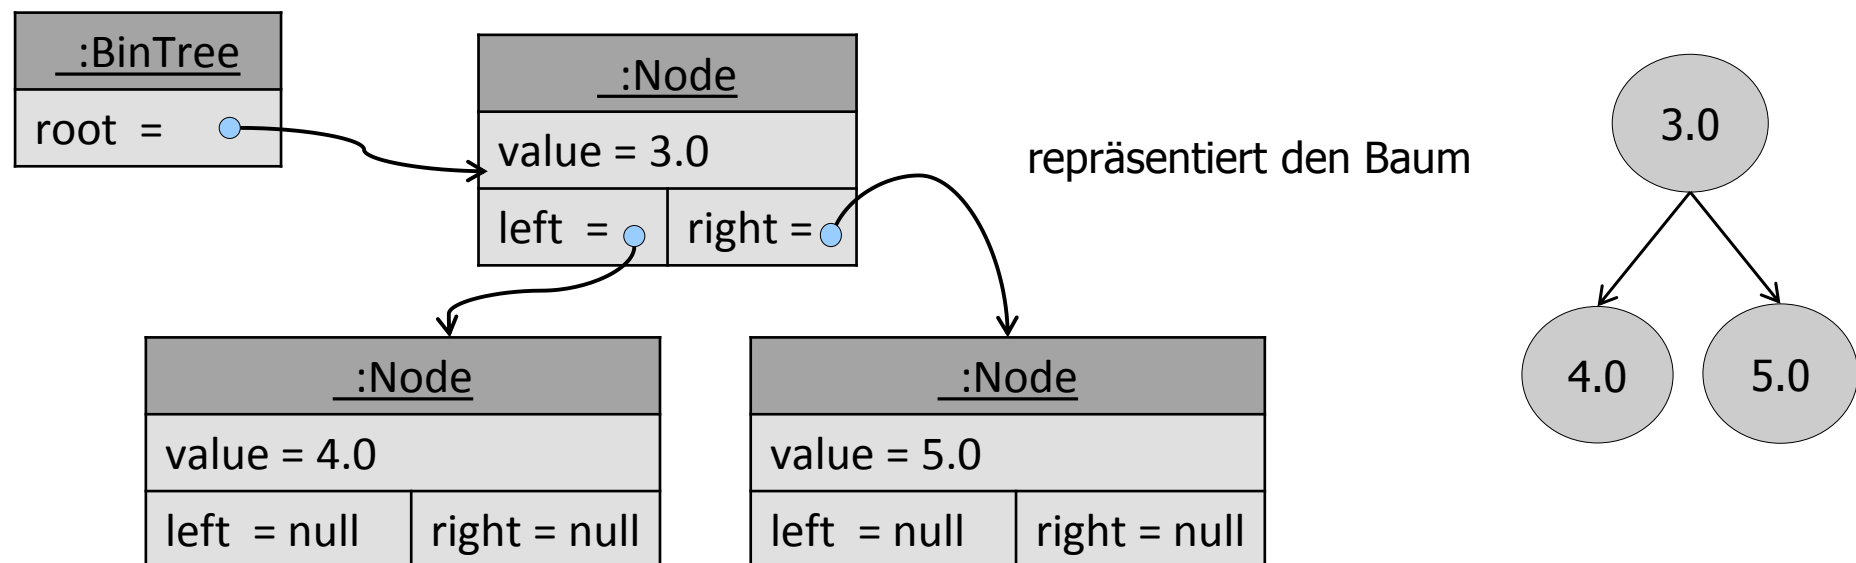 :BinTree
root =
:Node
value = 3.0
left = 
right =
repräsentiert den Baum
3.0
4.0
5.0
:Node
value = 4.0
left = null
right = null
:Node
value = 5.0
left = null
right = null